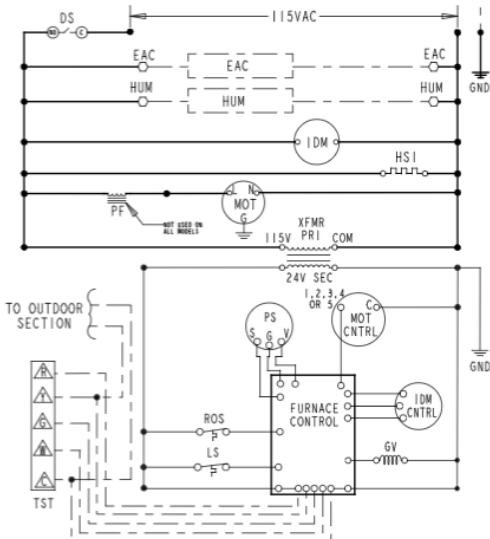 DS
115VAC
NO
C
EAC
EAC
EAC
HUM
HUM
HUM
GND
IDM
HSI
L N
MOT
G
PF
NOT USED ON
ALL MODELS
XFMR
115V PRI COM
24V SEC
1,2,3,4
OR 5
C
MOT
CNTRL
PS
S G V
TO OUTDOOR
SECTION
GND
R
Y
G
W
C
TST
ROS
LS
FURNACE
CONTROL
IDM
CNTRL
GV